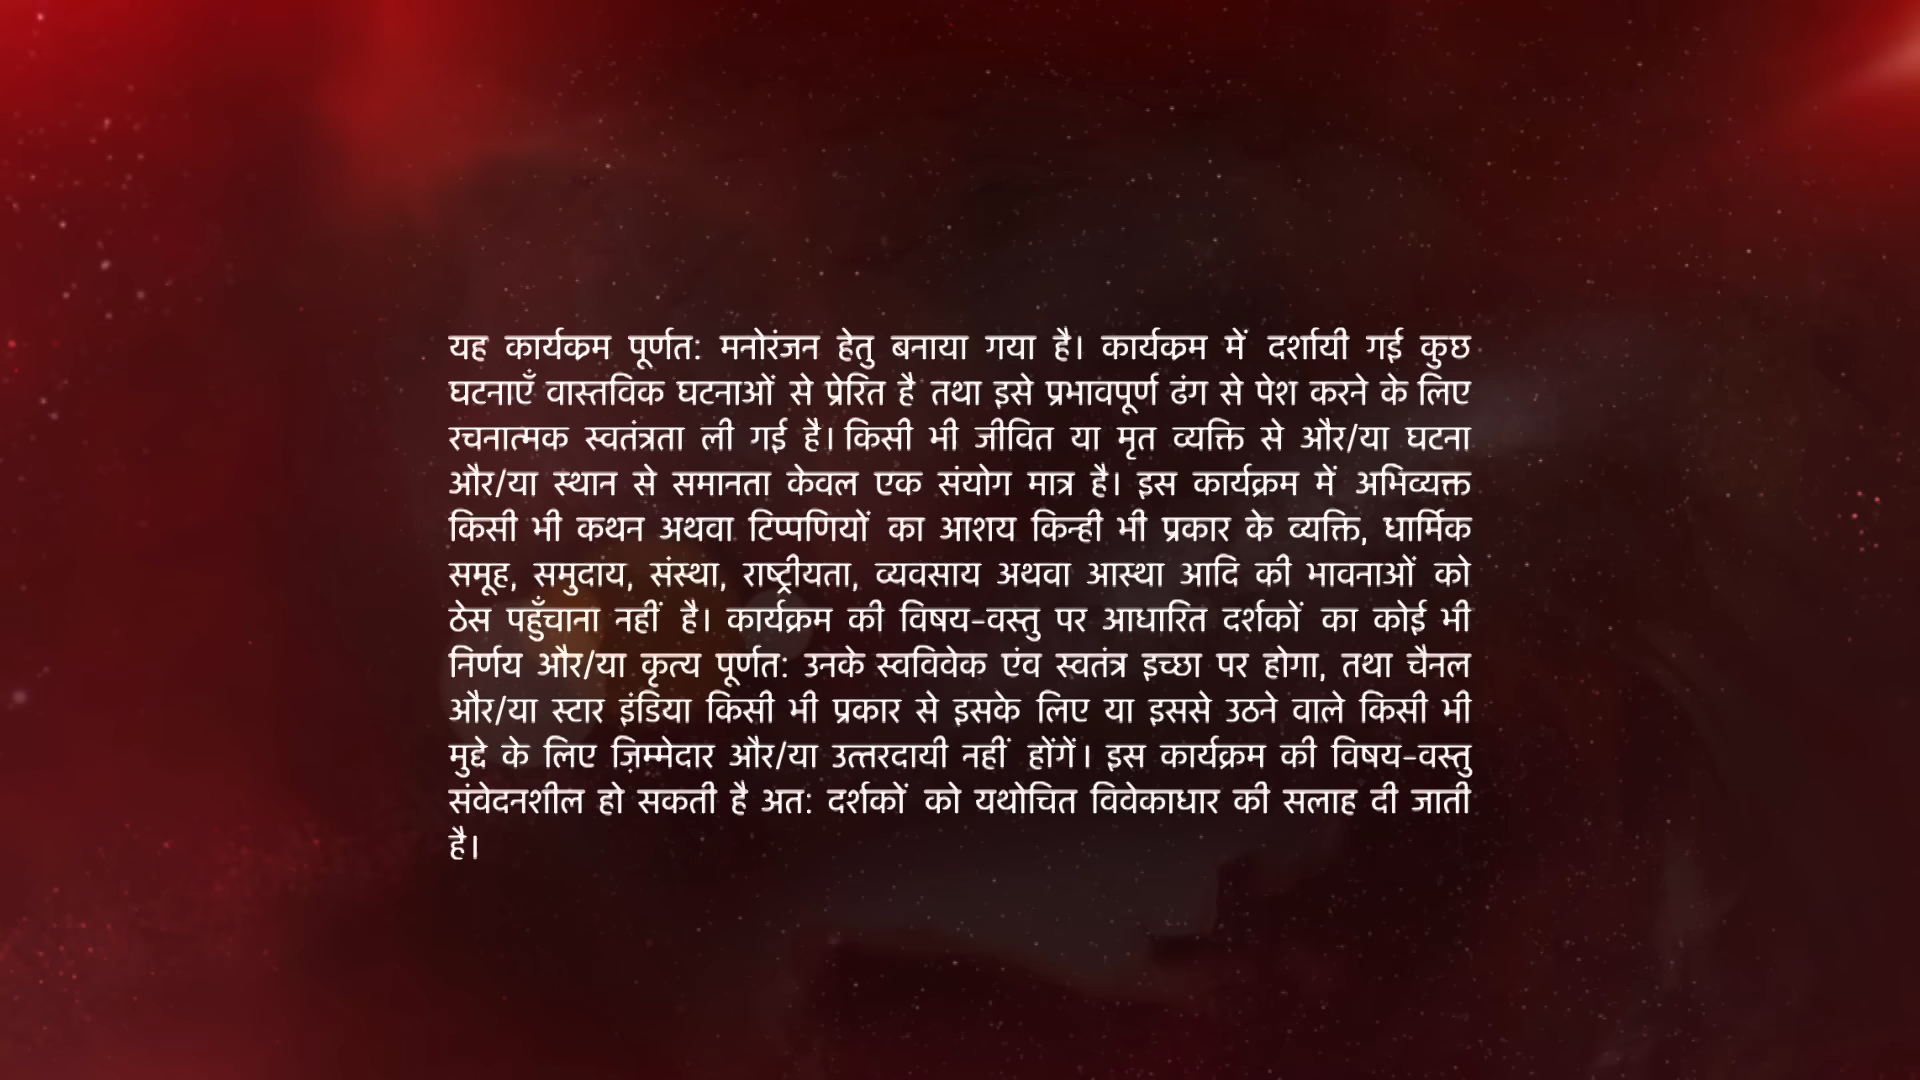 यह कार्यक्रम पूर्णत: मनोरंजन हेतु बनाया गया है। कार्यक्रम में दर्शायी गई कुछ
घटनाएँ वास्तविक घटनाओं से प्रेरित है तथा इसे प्रभावपूर्ण ढंग से पेश करने के लिए
रचनात्मक स्वतंत्रता ली गई है। किसी भी जीवित या मृत व्यक्ति से और/या घटना
और/या स्थान से समानता केवल एक संयोग मात्र है। इस कार्यक्रम में अभिव्यक्त
किसी भी कथन अथवा टिप्पणियों का आशय किन्ही भी प्रकार के व्यक्ति, धार्मिक
समूह, समुदाय, संस्था, राष्ट्रीयता, व्यवसाय अथवा आस्था आदि की भावनाओं को
ठेस पहुँचाना नहीं है। कार्यक्रम की विषय-वस्तु पर आधारित दर्शकों का कोई भी
निर्णय और/या कृत्य पूर्णत: उनके स्वविवेक एंव स्वतंत्र इच्छा पर होगा, तथा चैनल
और/या स्टार इंडिया किसी भी प्रकार से इसके लिए या इससे उठने वाले किसी भी
मुद्दे के लिए ज़िम्मेदार और/या उत्तरदायी नहीं होंगें। इस कार्यक्रम की विषय-वस्तु
संवेदनशील हो सकती है अत: दर्शकों को यथोचित विवेकाधार की सलाह दी जाती
है।